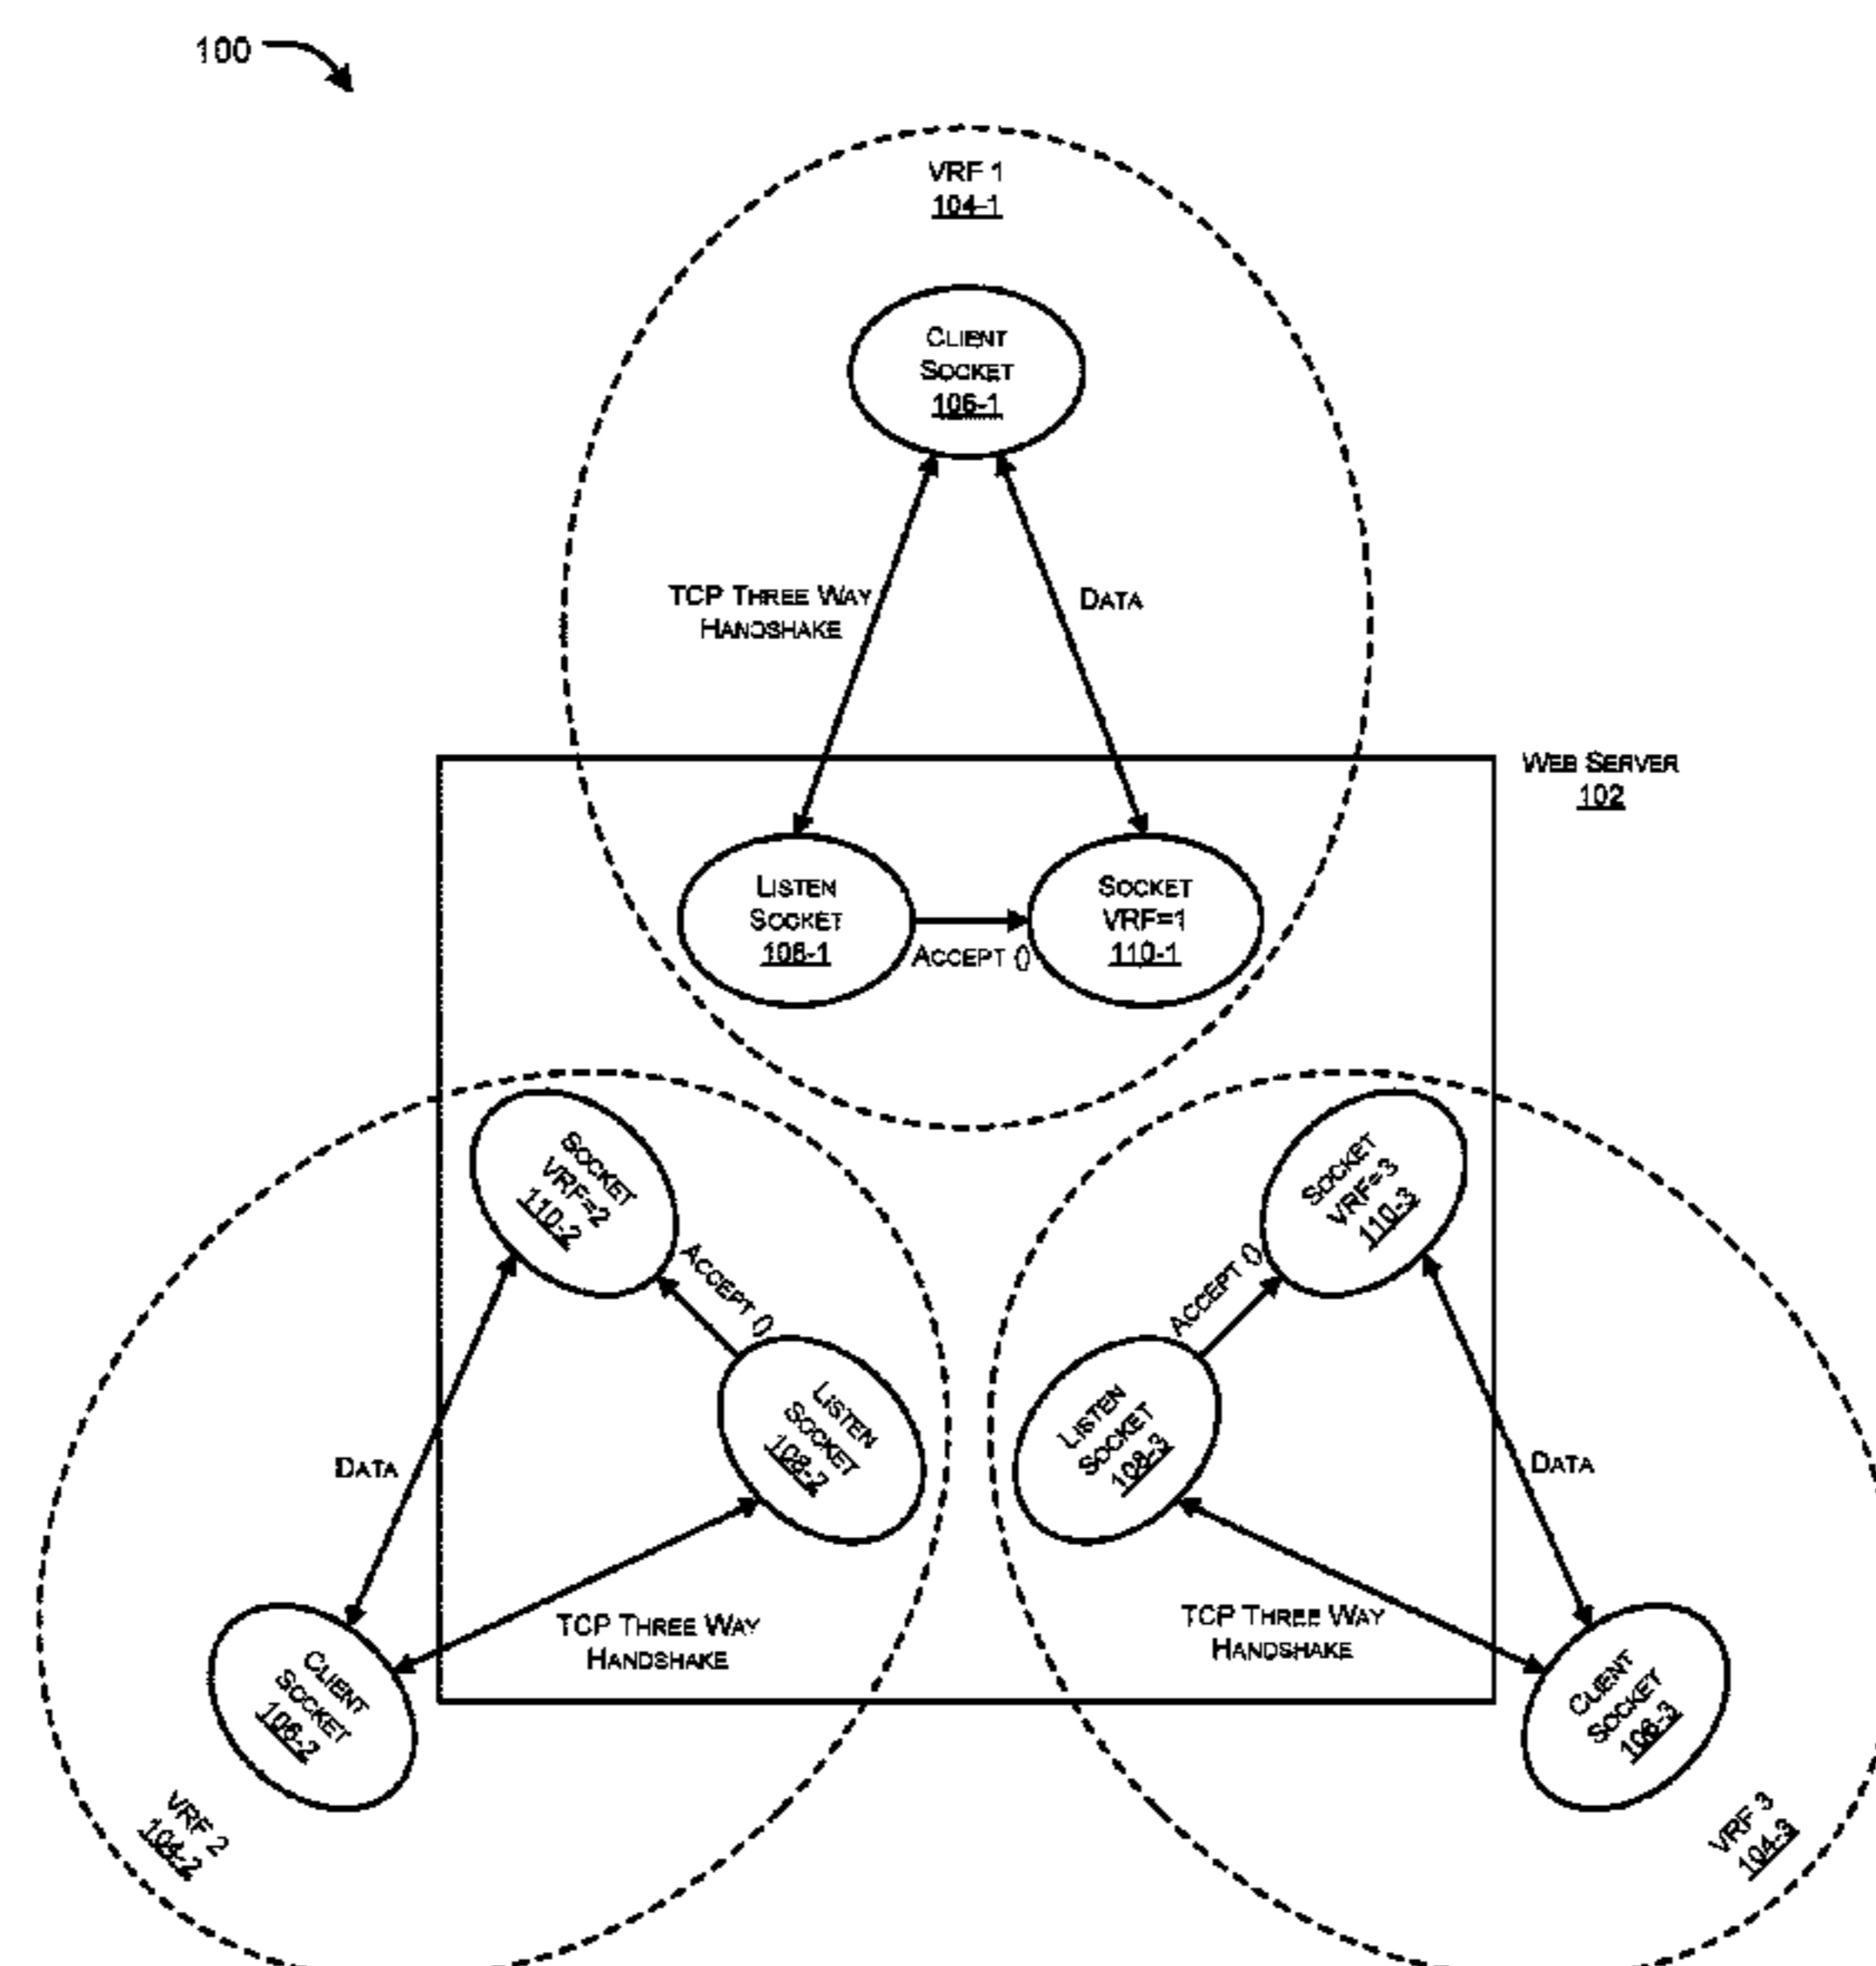 100
VRF 1
104-1
CLIENT
SOCKET
106-1
TCP THREE WAY
HANDSHAKE
DATA
WEB SERVER
102
LISTEN
SOCKET
108-1
ACCEPT ()
SOCKET
VRF=1
110-1
SOCKET
VRF=2
110-2
ACCEPT ()
LISTEN
SOCKET
108-2
DATA
TCP THREE WAY
HANDSHAKE
CLIENT
SOCKET
106-2
VRF 2
104-2
SOCKET
VRF=3
110-3
ACCEPT ()
LISTEN
SOCKET
108-3
DATA
TCP THREE WAY
HANDSHAKE
CLIENT
SOCKET
106-3
VRF 3
104-3